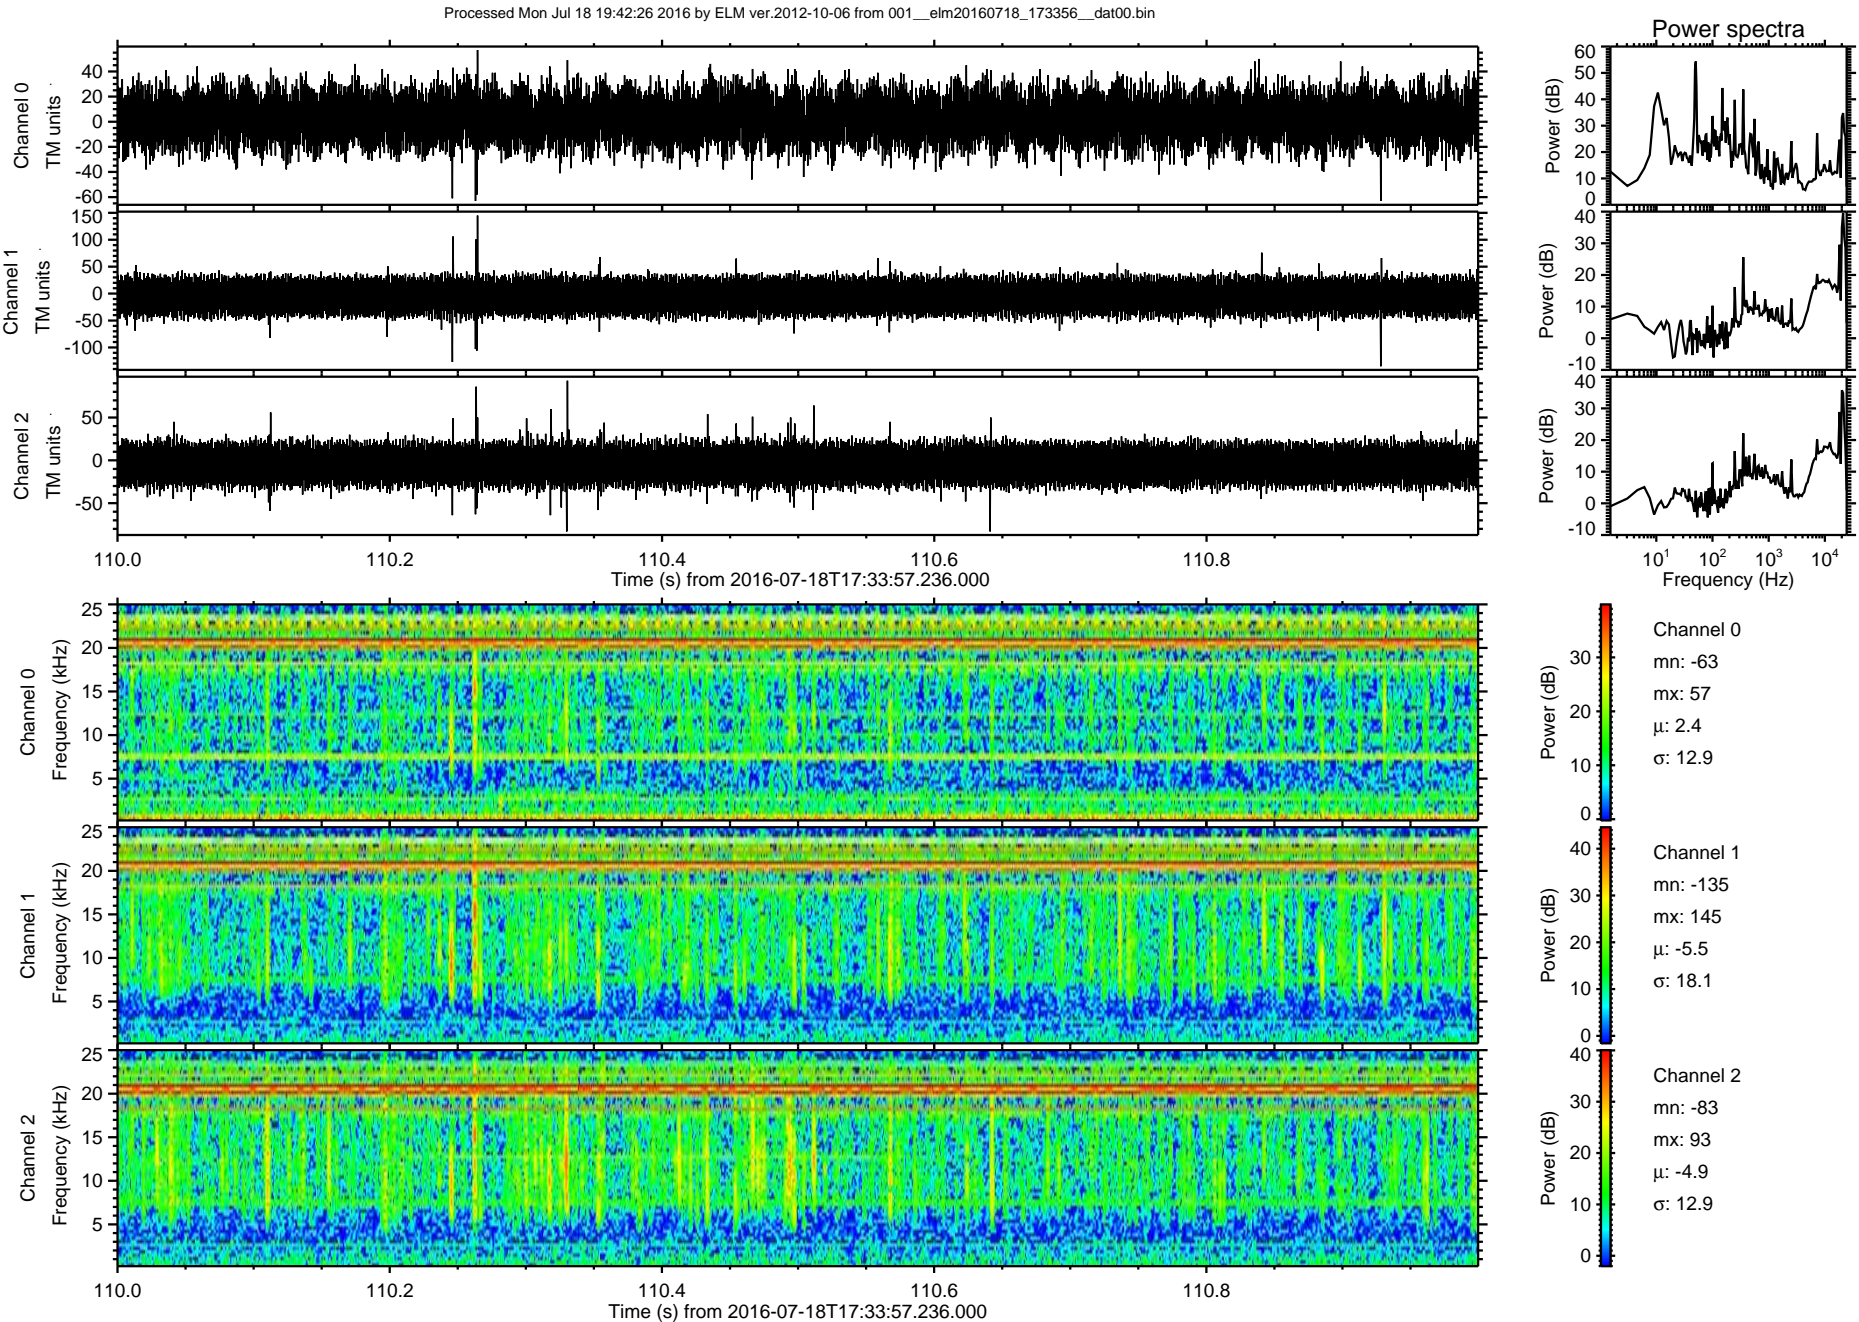 Processed Mon Jul 18 19:42:26 2016 by ELM ver.2012-10-06 from 001__elm20160718_173356__dat00.bin
Power spectra
Channel 0
TM units
40
20
0
-20
-40
-60
Power (dB)
60
50
40
30
20
10
0
Channel 1
TM units
150
100
50
0
-50
-100
Power (dB)
40
30
20
10
0
-10
Channel 2
TM units
50
0
-50
Power (dB)
40
30
20
10
0
-10
110.0 110.2 110.4 110.6 110.8
Time (s) from 2016-07-18T17:33:57.236.000
10^1 10^2 10^3 10^4
Frequency (Hz)
Channel 0
Frequency (kHz)
25
20
15
10
5
Power (dB)
30
20
10
0
Channel 0
mn: -63
mx: 57
µ: 2.4
σ: 12.9
Channel 1
Frequency (kHz)
25
20
15
10
5
Power (dB)
40
30
20
10
0
Channel 1
mn: -135
mx: 145
µ: -5.5
σ: 18.1
Channel 2
Frequency (kHz)
25
20
15
10
5
Power (dB)
40
30
20
10
0
Channel 2
mn: -83
mx: 93
µ: -4.9
σ: 12.9
110.0 110.2 110.4 110.6 110.8
Time (s) from 2016-07-18T17:33:57.236.000